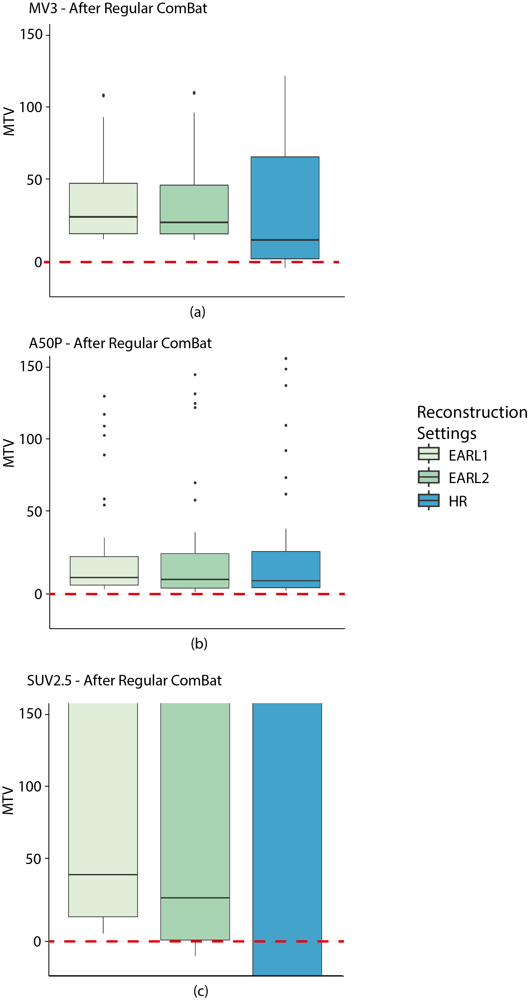 MV3 - After Regular ComBat
150
100
50
0
MTV
(a)
A50P - After Regular ComBat
150
100
50
0
MTV
(b)
Reconstruction
Settings
EARL1
EARL2
HR
SUV2.5 - After Regular ComBat
150
100
50
0
MTV
(c)